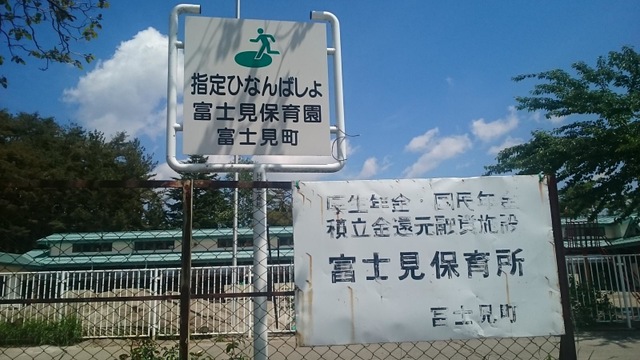 指定ひなんばしょ
富士見保育園
富士見町
厚生年金・国民年金
積立金還元融資施設
富士見保育所
富士見町